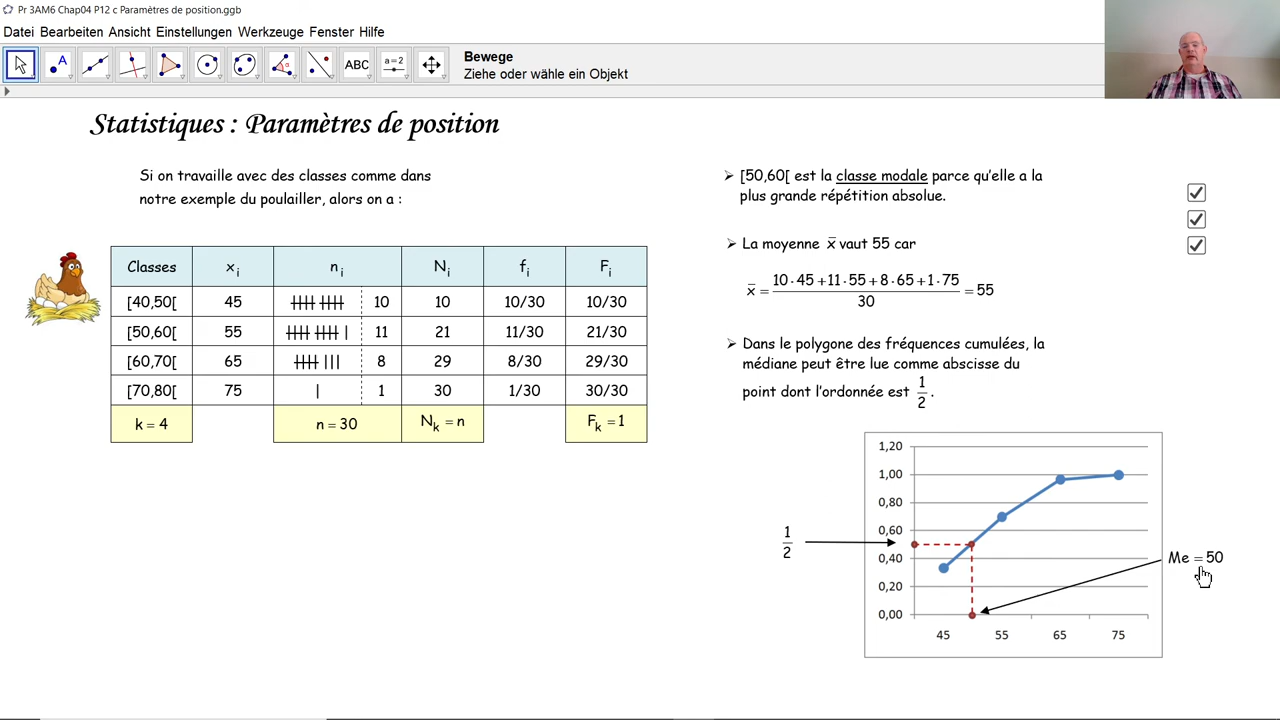 Pr 3AM6 Chap04 P12 c Paramètres de position.ggb
Datei Bearbeiten Ansicht Einstellungen Werkzeuge Fenster Hilfe
A
ABC
a=2
Bewege
Ziehe oder wähle ein Objekt
Statistiques : Paramètres de position
Si on travaille avec des classes comme dans
notre exemple du poulailler, alors on a :
Classes xi ni Ni fi Fi
[40,50[ 45 10 10 10/30 10/30
[50,60[ 55 11 21 11/30 21/30
[60,70[ 65 8 29 8/30 29/30
[70,80[ 75 1 30 1/30 30/30
k = 4 n = 30 Nk = n Fk = 1
➢ [50,60[ est la classe modale parce qu'elle a la
plus grande répétition absolue.
➢ La moyenne x̄ vaut 55 car
x̄ = (10·45+11·55+8·65+1·75)/30 = 55
➢ Dans le polygone des fréquences cumulées, la
médiane peut être lue comme abscisse du
point dont l'ordonnée est 1/2 .
1,20
1,00
0,80
0,60
0,40
0,20
0,00
45 55 65 75
1/2
Me = 50